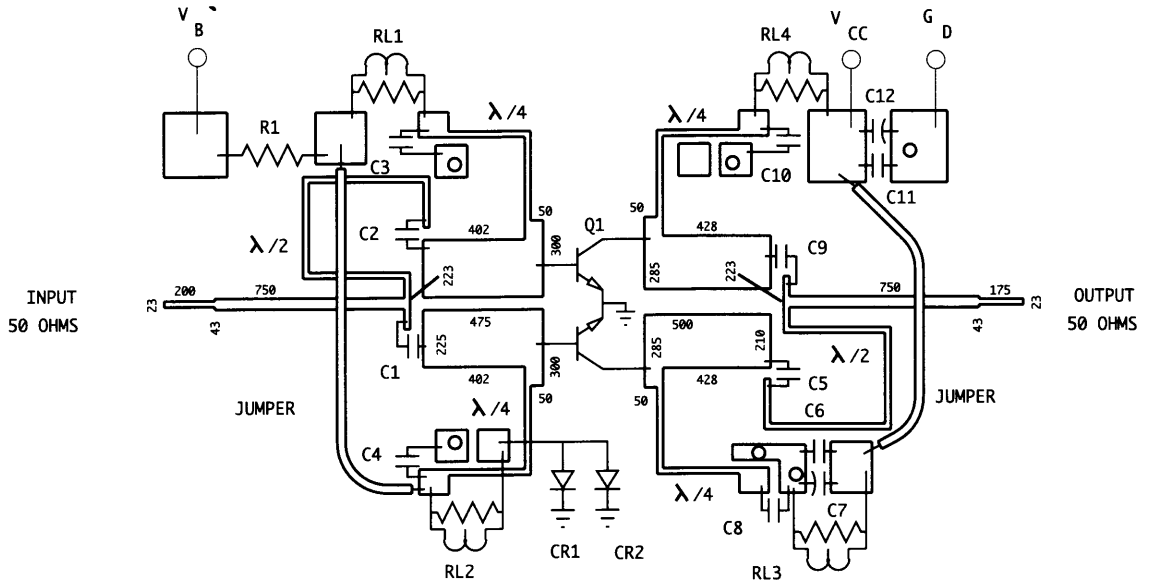 V B
RL1
RL4
V CC
G D
R1
C3
λ/4
λ/4
C12
C10
C11
C2
402
50
Q1
50
428
C9
λ/2
223
300
285
223
INPUT
50 OHMS
23
200
750
43
750
175
43
23
OUTPUT
50 OHMS
475
225
C1
402
300
50
500
285
210
428
50
λ/2
C5
C6
JUMPER
JUMPER
λ/4
C4
λ/4
C8
C7
CR1
CR2
RL2
RL3